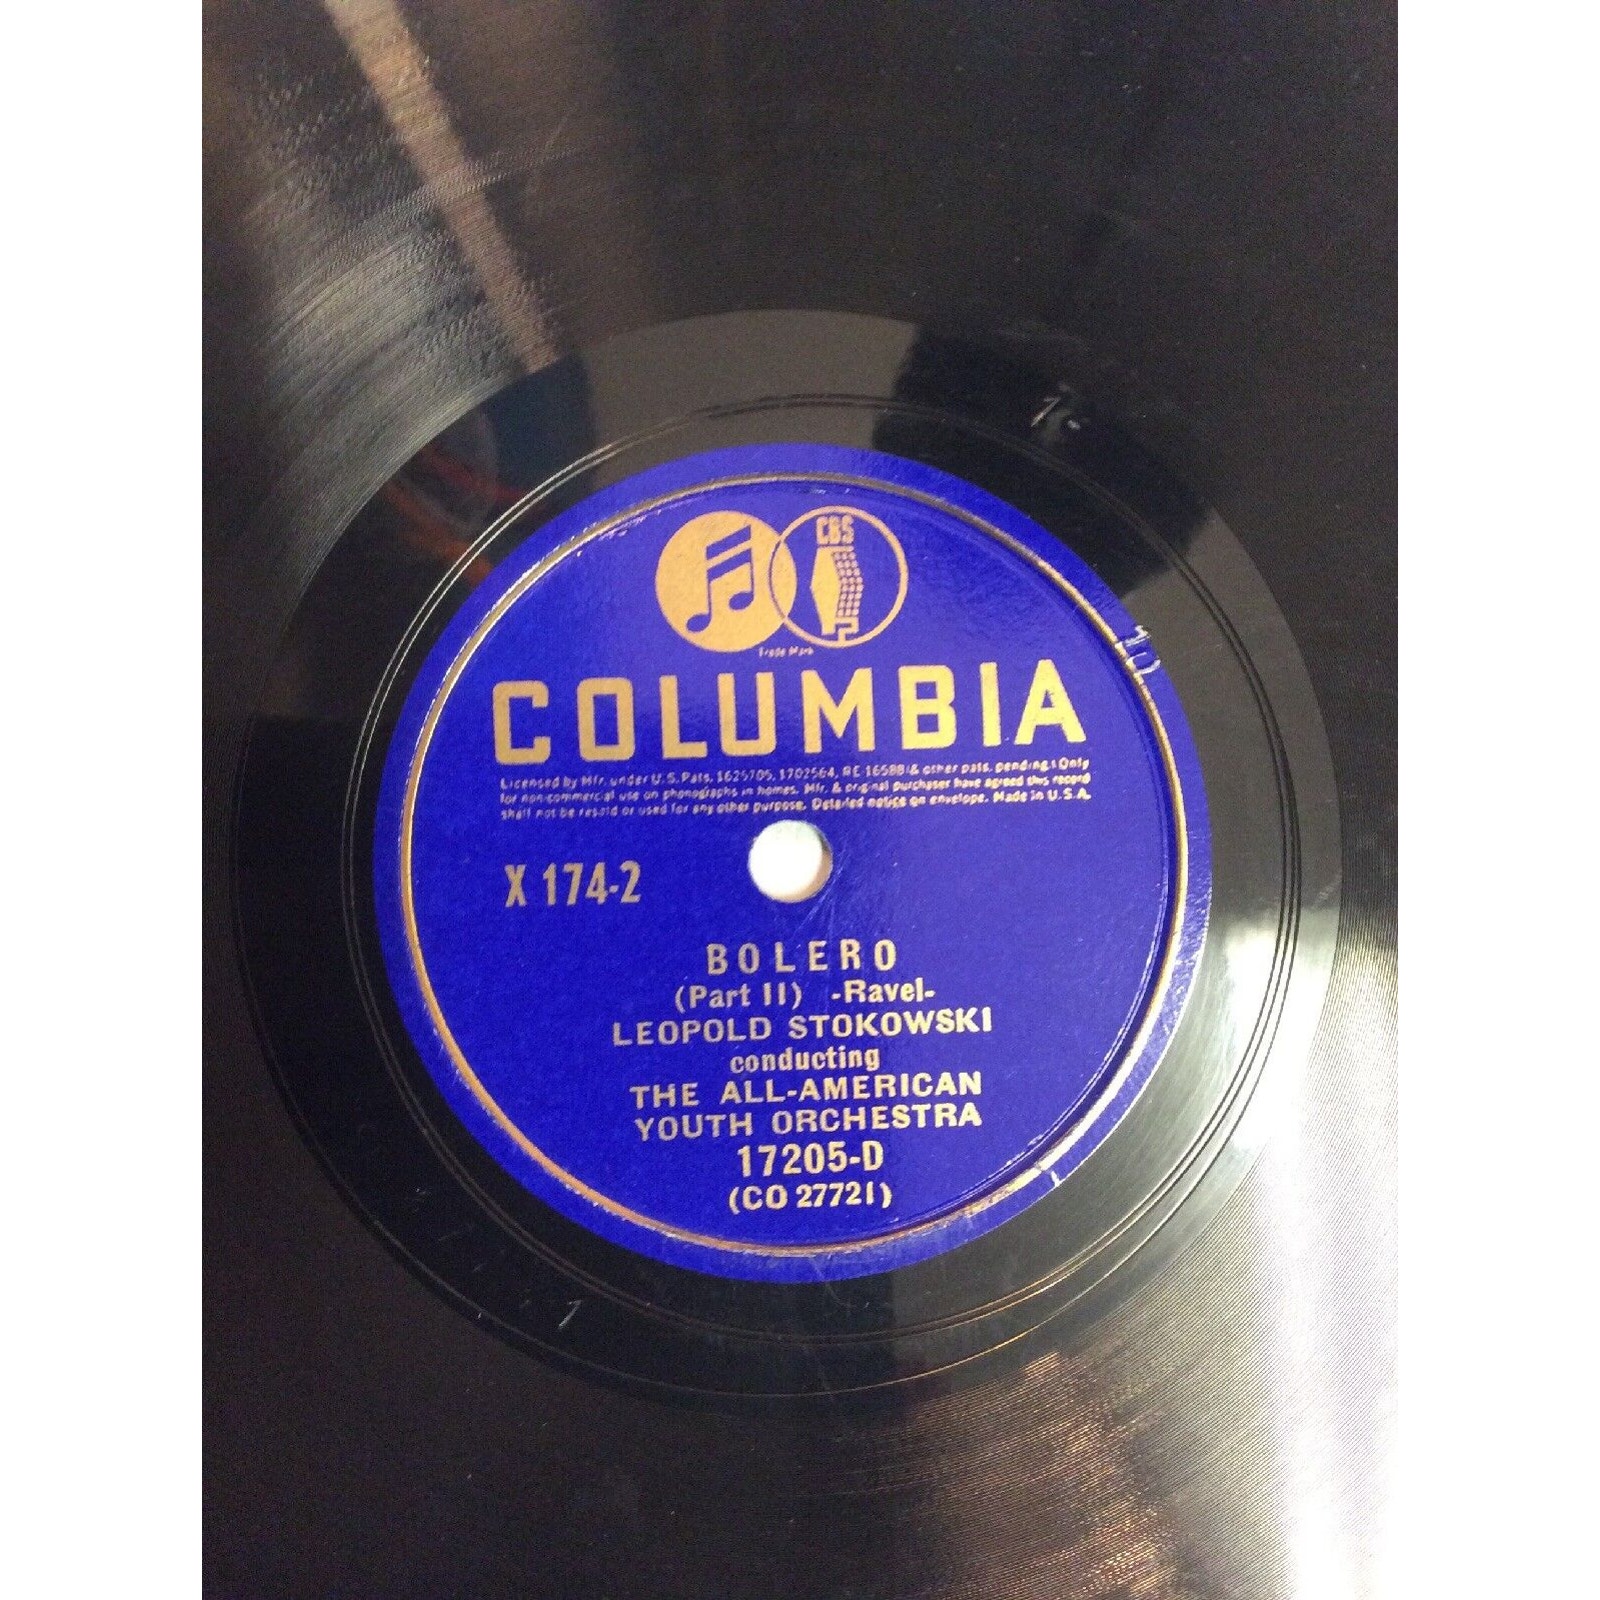 CBS
Trade Mark
COLUMBIA
Licensed by Mfr. under U.S. Pats. 1625705, 1702564, RE-16588 & other pats. pending. Only
for non-commercial use on phonographs in homes. Mfr. & original purchaser have agreed this record
shall not be resold or used for any other purpose. Detailed notice on envelope. Made in U.S.A.
X 174-2
BOLERO
(Part II) -Ravel-
LEOPOLD STOKOWSKI
conducting
THE ALL-AMERICAN
YOUTH ORCHESTRA
17205-D
(CO 27721)
1